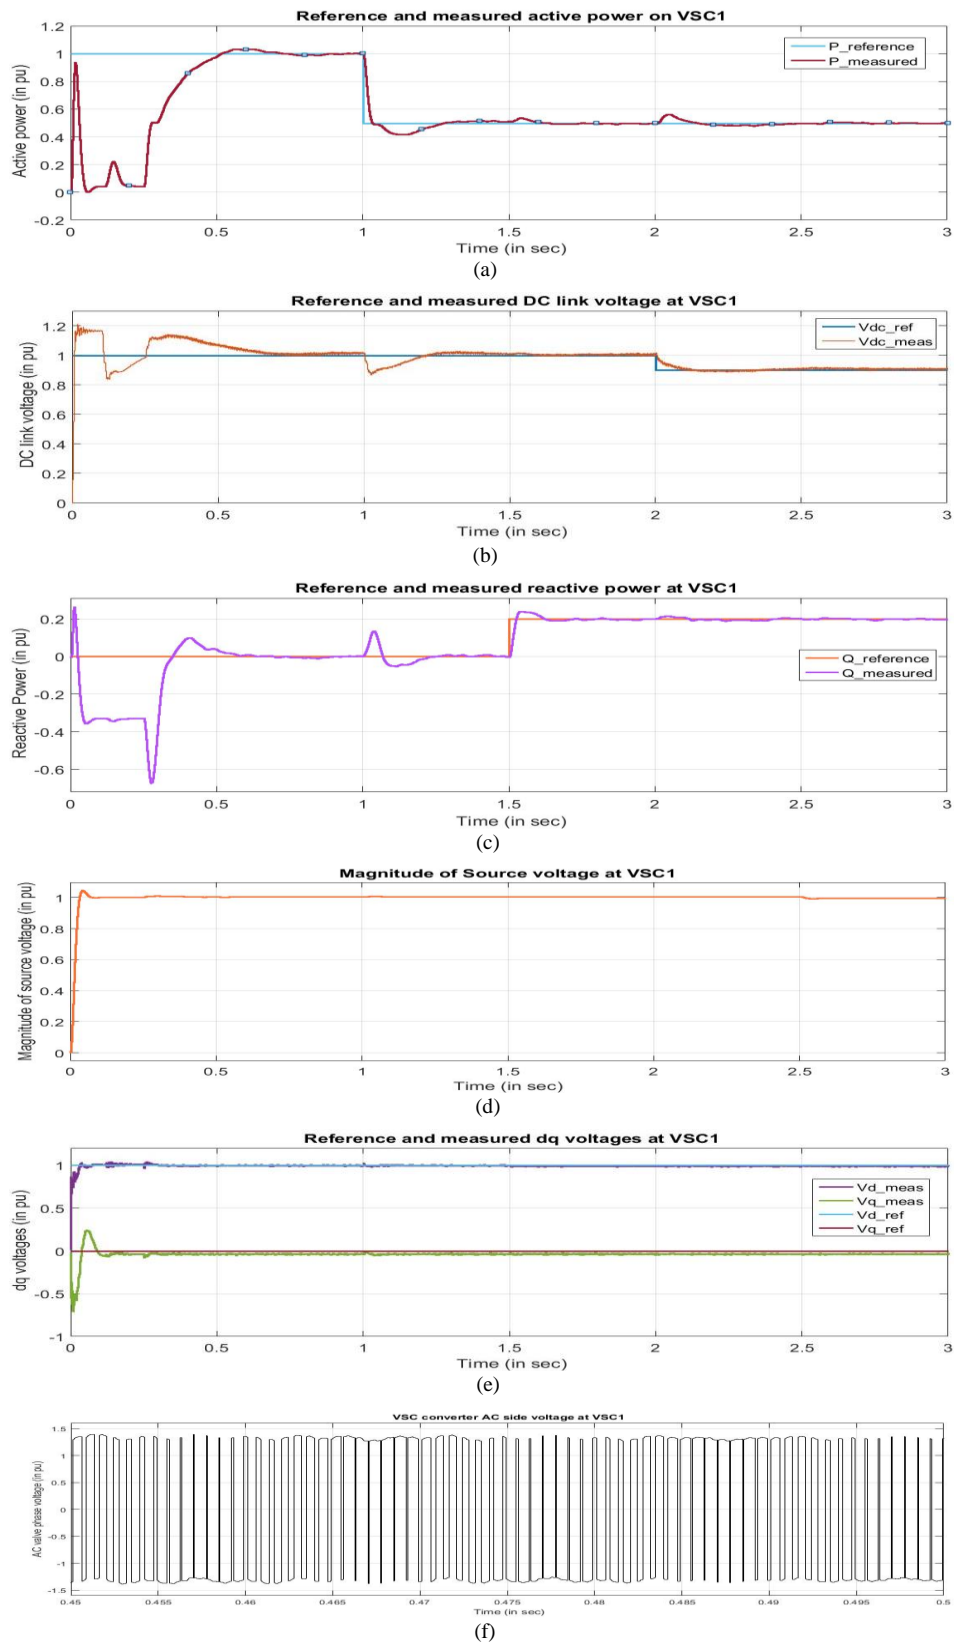 Reference and measured active power on VSC1
Active power (in pu)
1.2
1
0.8
0.6
0.4
0.2
0
-0.2
P_reference
P_measured
0 0.5 1 1.5 2 2.5 3
Time (in sec)
(a)
Reference and measured DC link voltage at VSC1
DC link voltage (in pu)
1.2
1
0.8
0.6
0.4
0.2
0
Vdc_ref
Vdc_meas
0 0.5 1 1.5 2 2.5 3
Time (in sec)
(b)
Reference and measured reactive power at VSC1
Reactive Power (in pu)
0.2
0
-0.2
-0.4
-0.6
Q_reference
Q_measured
0 0.5 1 1.5 2 2.5 3
Time (in sec)
(c)
Magnitude of Source voltage at VSC1
Magnitude of source voltage (in pu)
1
0.8
0.6
0.4
0.2
0
0 0.5 1 1.5 2 2.5 3
Time (in sec)
(d)
Reference and measured dq voltages at VSC1
dq voltages (in pu)
1
0.5
0
-0.5
-1
Vd_meas
Vq_meas
Vd_ref
Vq_ref
0 0.5 1 1.5 2 2.5 3
Time (in sec)
(e)
VSC converter AC side voltage at VSC1
AC valve phase voltage (in pu)
1.5
1
0.5
0
-0.5
-1
-1.5
0.45 0.455 0.46 0.465 0.47 0.475 0.48 0.485 0.49 0.495 0.5
Time (in sec)
(f)